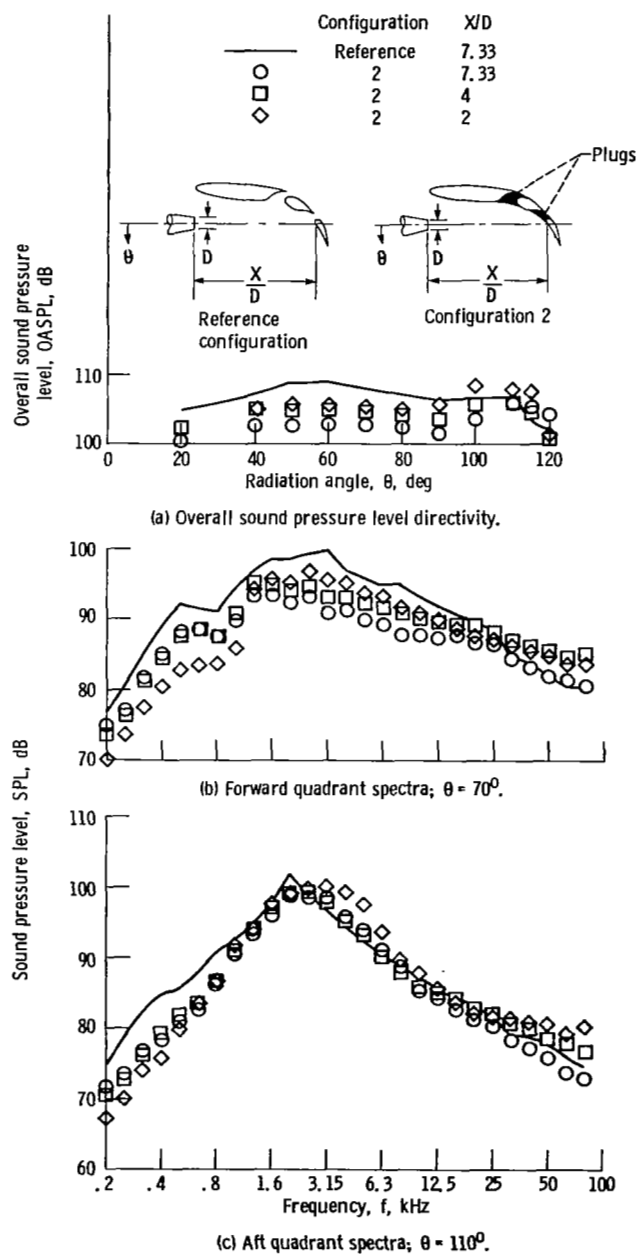 Configuration X/D
Reference 7.33
2 7.33
2 4
2 2
Plugs
θ D X/D
Reference
configuration
θ D X/D
Configuration 2
Overall sound pressure
level, OASPL, dB
110
100
0 20 40 60 80 100 120
Radiation angle, θ, deg
(a) Overall sound pressure level directivity.
100
90
80
70
(b) Forward quadrant spectra; θ = 70⁰.
Sound pressure level, SPL, dB
100
90
80
70
60
.2 .4 .8 1.6 3.15 6.3 12.5 25 50 100
Frequency, f, kHz
(c) Aft quadrant spectra; θ = 110⁰.